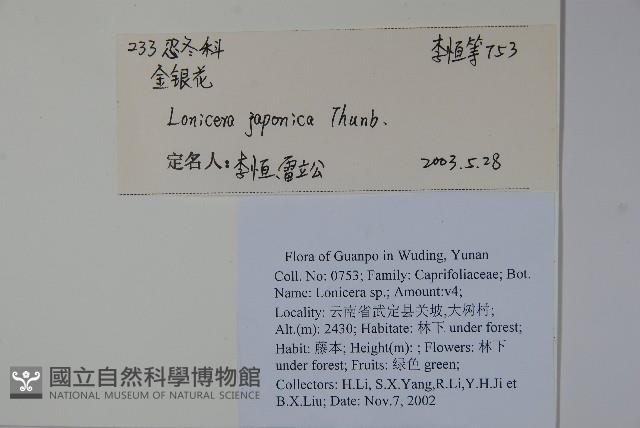 233 忍冬科 李恒等753
金银花
Lonicera japonica Thunb.
定名人: 李恒、雷立公 2003.5.28
Flora of Guanpo in Wuding, Yunan
Coll. No: 0753; Family: Caprifoliaceae; Bot.
Name: Lonicera sp.; Amount:v4;
Locality: 云南省武定县关坡,大树村;
Alt.(m): 2430; Habitate: 林下 under forest;
Habit: 藤本; Height(m): ; Flowers: 林下
under forest; Fruits: 绿色 green;
Collectors: H.Li, S.X.Yang,R.Li,Y.H.Ji et
B.X.Liu; Date: Nov.7, 2002
國立自然科學博物館
NATIONAL MUSEUM OF NATURAL SCIENCE